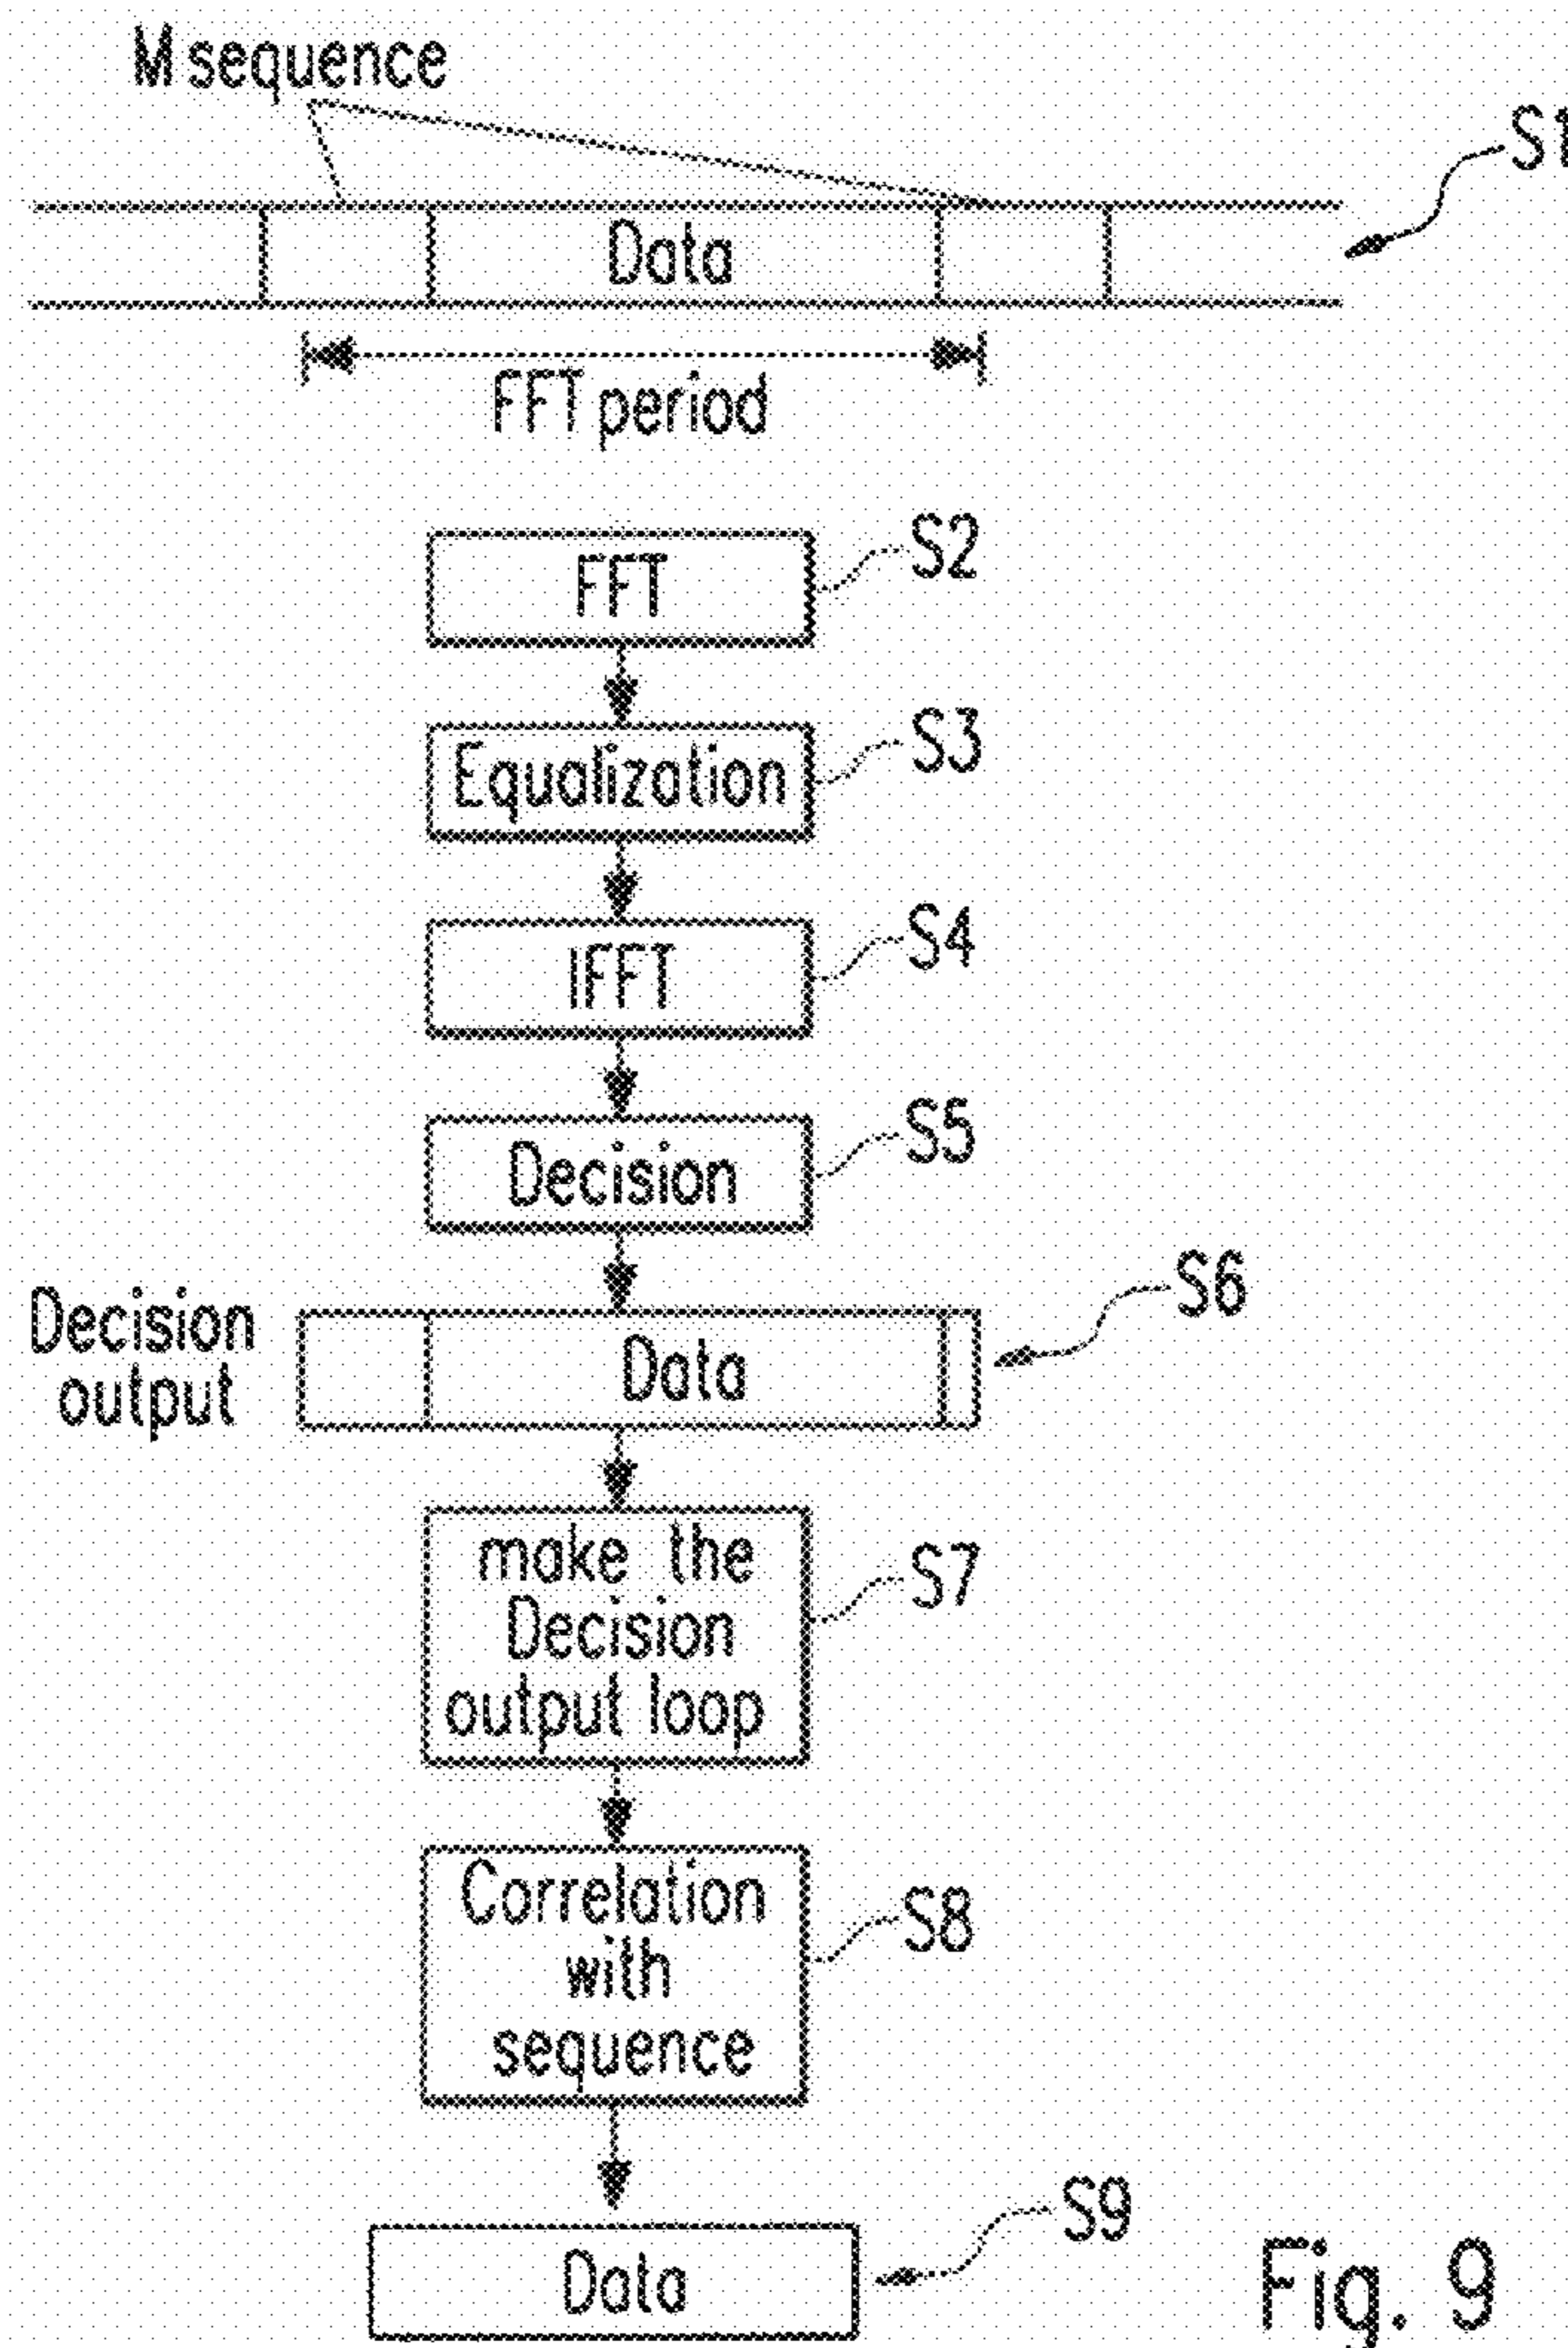 M sequence
S1
Data
FFT period
FFT
S2
Equalization
S3
IFFT
S4
Decision
S5
Decision
output
Data
S6
make the
Decision
output loop
S7
Correlation
with
sequence
S8
Data
S9
Fig. 9